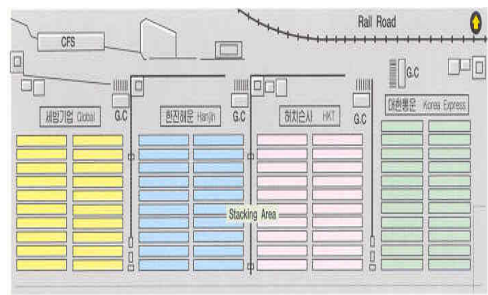 Rail Road
CFS
G.C
세방기업 Global G.C
한진해운 Hanjin G.C
허치슨사 HKT G.C
대한통운 Korea Express
Stacking Area